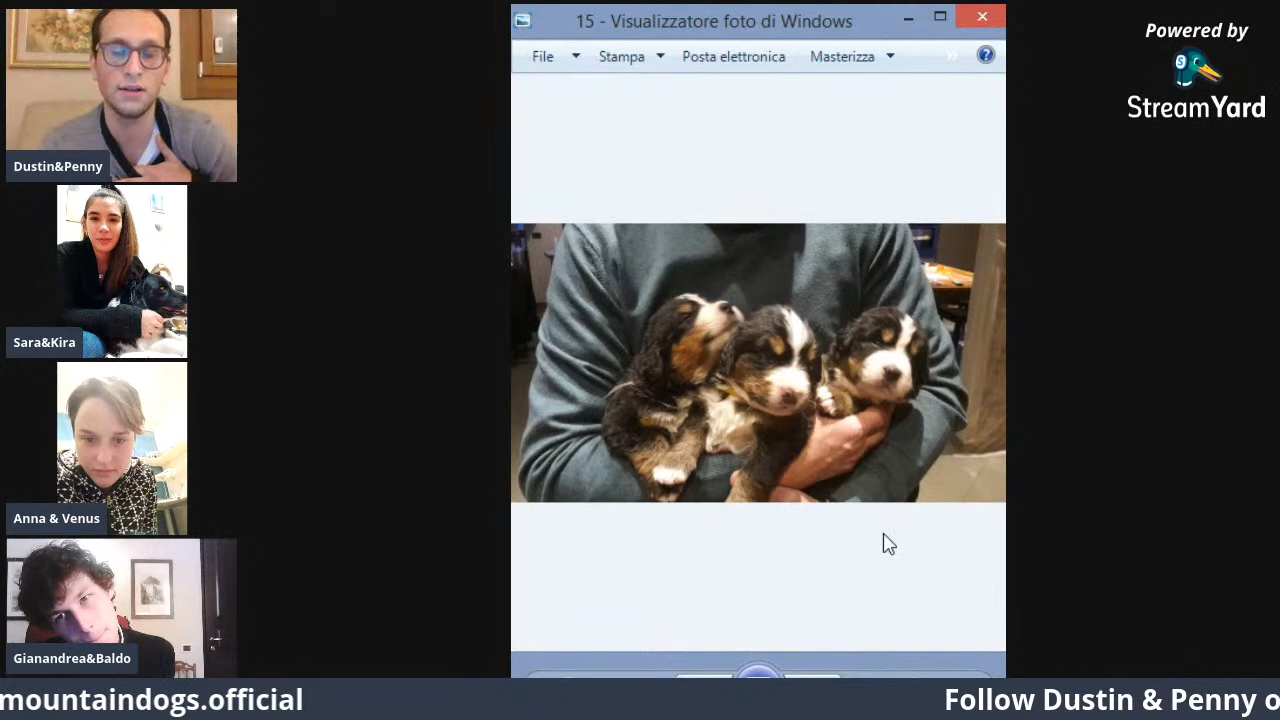 Dustin&Penny
Sara&Kira
Anna & Venus
Gianandrea&Baldo
15 - Visualizzatore foto di Windows
File Stampa Posta elettronica Masterizza
Powered by
StreamYard
mountaindogs.official Follow Dustin & Penny o